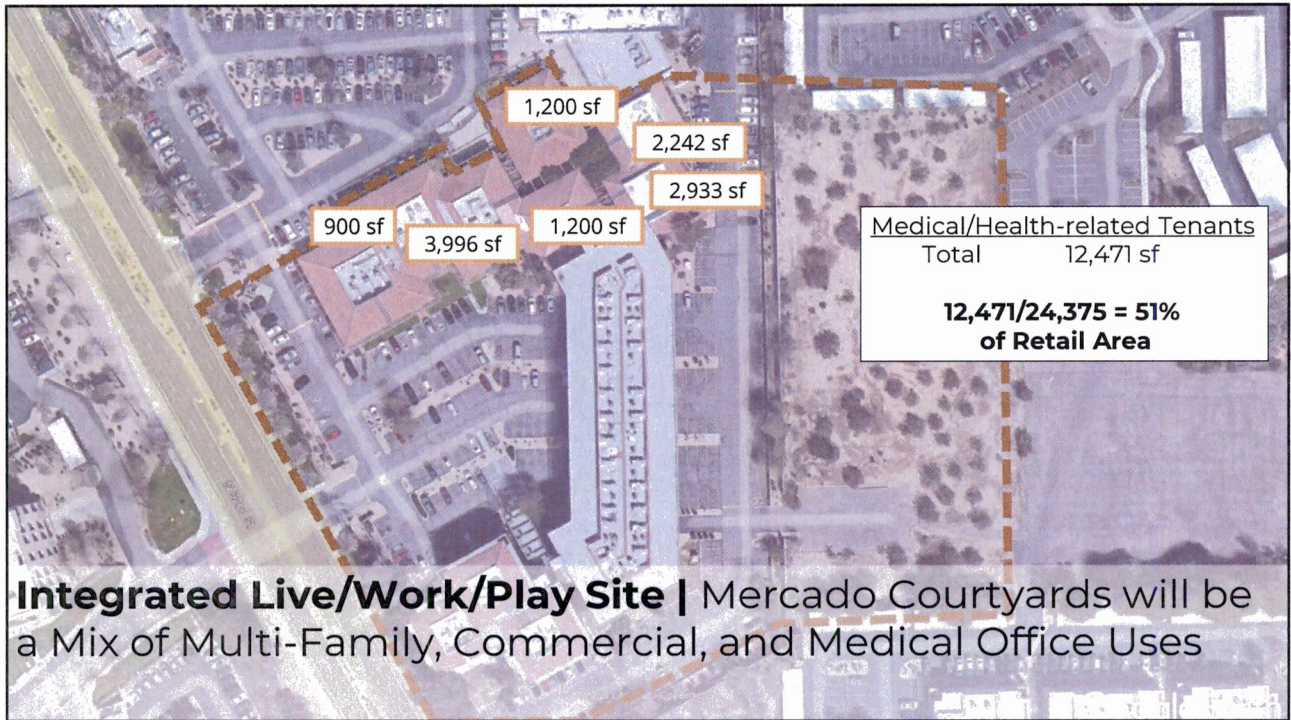 1,200 sf
2,242 sf
2,933 sf
900 sf
3,996 sf
1,200 sf
Medical/Health-related Tenants
Total 12,471 sf
12,471/24,375 = 51%
of Retail Area
Integrated Live/Work/Play Site | Mercado Courtyards will be
a Mix of Multi-Family, Commercial, and Medical Office Uses